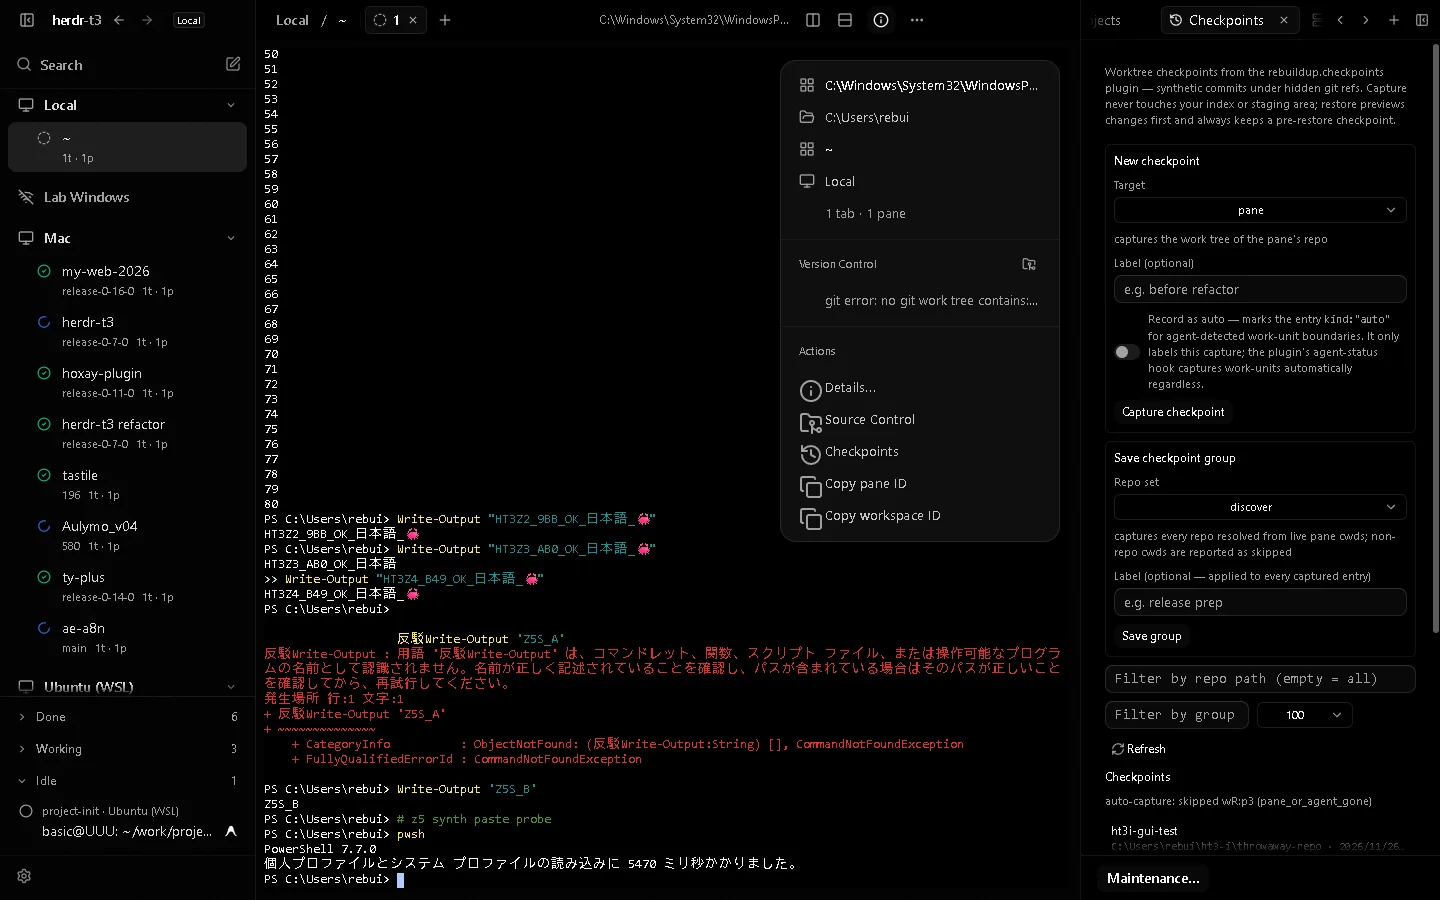 herdr-t3
Local
Search
Local
~
1t · 1p
Lab Windows
Mac
my-web-2026
release-0-16-0 1t · 1p
herdr-t3
release-0-7-0 1t · 1p
hoxay-plugin
release-0-11-0 1t · 1p
herdr-t3 refactor
release-0-7-0 1t · 1p
tastile
196 1t · 1p
Aulymo_v04
580 1t · 1p
ty-plus
release-0-14-0 1t · 1p
ae-a8n
main 1t · 1p
Ubuntu (WSL)
Done 6
Working 3
Idle 1
project-init · Ubuntu (WSL)
basic@UUU: ~/work/proje...
Local / ~
1
C:\Windows\System32\WindowsP...
50
51
52
53
54
55
56
57
58
59
60
61
62
63
64
65
66
67
68
69
70
71
72
73
74
75
76
77
78
79
80
PS C:\Users\rebui> Write-Output "HT3Z2_9BB_OK_日本語_🦀"
HT3Z2_9BB_OK_日本語_🦀
PS C:\Users\rebui> Write-Output "HT3Z3_AB0_OK_日本語_🦀"
HT3Z3_AB0_OK_日本語
>> Write-Output "HT3Z4_B49_OK_日本語_🦀"
HT3Z4_B49_OK_日本語_🦀
PS C:\Users\rebui>
反駁Write-Output 'Z5S_A'
反駁Write-Output : 用語 '反駁Write-Output' は、コマンドレット、関数、スクリプト ファイル、または操作可能なプログラ
ムの名前として認識されません。名前が正しく記述されていることを確認し、パスが含まれている場合はそのパスが正しいこと
を確認してから、再試行してください。
発生場所 行:1 文字:1
+ 反駁Write-Output 'Z5S_A'
+ ~~~~~~~~~~~~~~
+ CategoryInfo : ObjectNotFound: (反駁Write-Output:String) [], CommandNotFoundException
+ FullyQualifiedErrorId : CommandNotFoundException
PS C:\Users\rebui> Write-Output 'Z5S_B'
Z5S_B
PS C:\Users\rebui> # z5 synth paste probe
PS C:\Users\rebui> pwsh
PowerShell 7.7.0
個人プロファイルとシステム プロファイルの読み込みに 5470 ミリ秒かかりました。
PS C:\Users\rebui>
C:\Windows\System32\WindowsP...
C:\Users\rebui
~
Local
1 tab · 1 pane
Version Control
git error: no git work tree contains:...
Actions
Details...
Source Control
Checkpoints
Copy pane ID
Copy workspace ID
jects
Checkpoints
Worktree checkpoints from the rebuildup.checkpoints
plugin — synthetic commits under hidden git refs. Capture
never touches your index or staging area; restore previews
changes first and always keeps a pre-restore checkpoint.
New checkpoint
Target
pane
captures the work tree of the pane's repo
Label (optional)
e.g. before refactor
Record as auto — marks the entry kind: "auto"
for agent-detected work-unit boundaries. It only
labels this capture; the plugin's agent-status
hook captures work-units automatically
regardless.
Capture checkpoint
Save checkpoint group
Repo set
discover
captures every repo resolved from live pane cwds; non-
repo cwds are reported as skipped
Label (optional — applied to every captured entry)
e.g. release prep
Save group
Filter by repo path (empty = all)
Filter by group
100
Refresh
Checkpoints
auto-capture: skipped wR:p3 (pane_or_agent_gone)
ht3i-gui-test
C:\Users\rebui\ht3-i\throwaway-repo · 2026/11/26…
Maintenance...